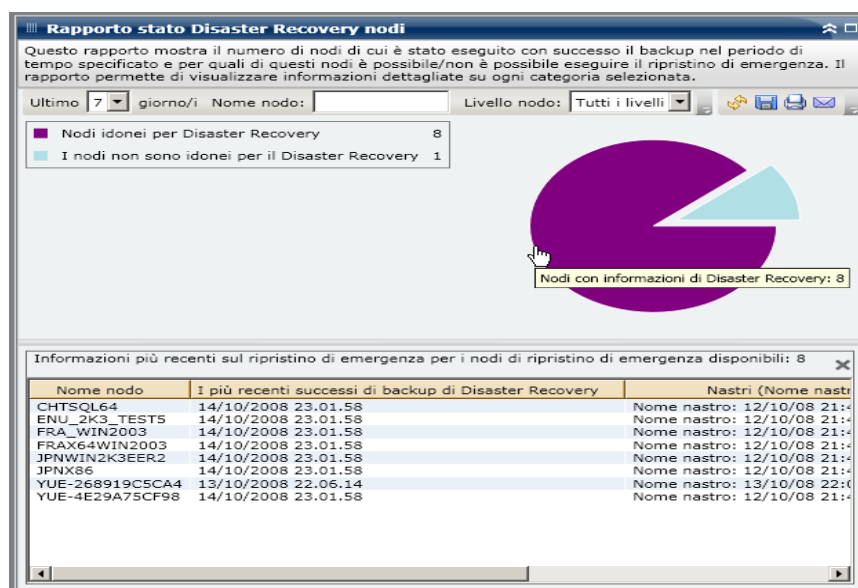 Rapporto stato Disaster Recovery nodi
Questo rapporto mostra il numero di nodi di cui è stato eseguito con successo il backup nel periodo di
tempo specificato e per quali di questi nodi è possibile/non è possibile eseguire il ripristino di emergenza. Il
rapporto permette di visualizzare informazioni dettagliate su ogni categoria selezionata.
Ultimo 7 giorno/i Nome nodo: Livello nodo: Tutti i livelli
Nodi idonei per Disaster Recovery 8
I nodi non sono idonei per il Disaster Recovery 1
Nodi con informazioni di Disaster Recovery: 8
Informazioni più recenti sul ripristino di emergenza per i nodi di ripristino di emergenza disponibili: 8
Nome nodo I più recenti successi di backup di Disaster Recovery Nastri (Nome nastr
CHTSQL64 14/10/2008 23.01.58 Nome nastro: 12/10/08 21:4
ENU_2K3_TEST5 14/10/2008 23.01.58 Nome nastro: 12/10/08 21:4
FRA_WIN2003 14/10/2008 23.01.58 Nome nastro: 12/10/08 21:4
FRAX64WIN2003 14/10/2008 23.01.58 Nome nastro: 12/10/08 21:4
JPNWIN2K3EER2 14/10/2008 23.01.58 Nome nastro: 12/10/08 21:4
JPNX86 14/10/2008 23.01.58 Nome nastro: 12/10/08 21:4
YUE-268919C5CA4 13/10/2008 22.06.14 Nome nastro: 13/10/08 22:0
YUE-4E29A75CF98 14/10/2008 23.01.58 Nome nastro: 12/10/08 21:4